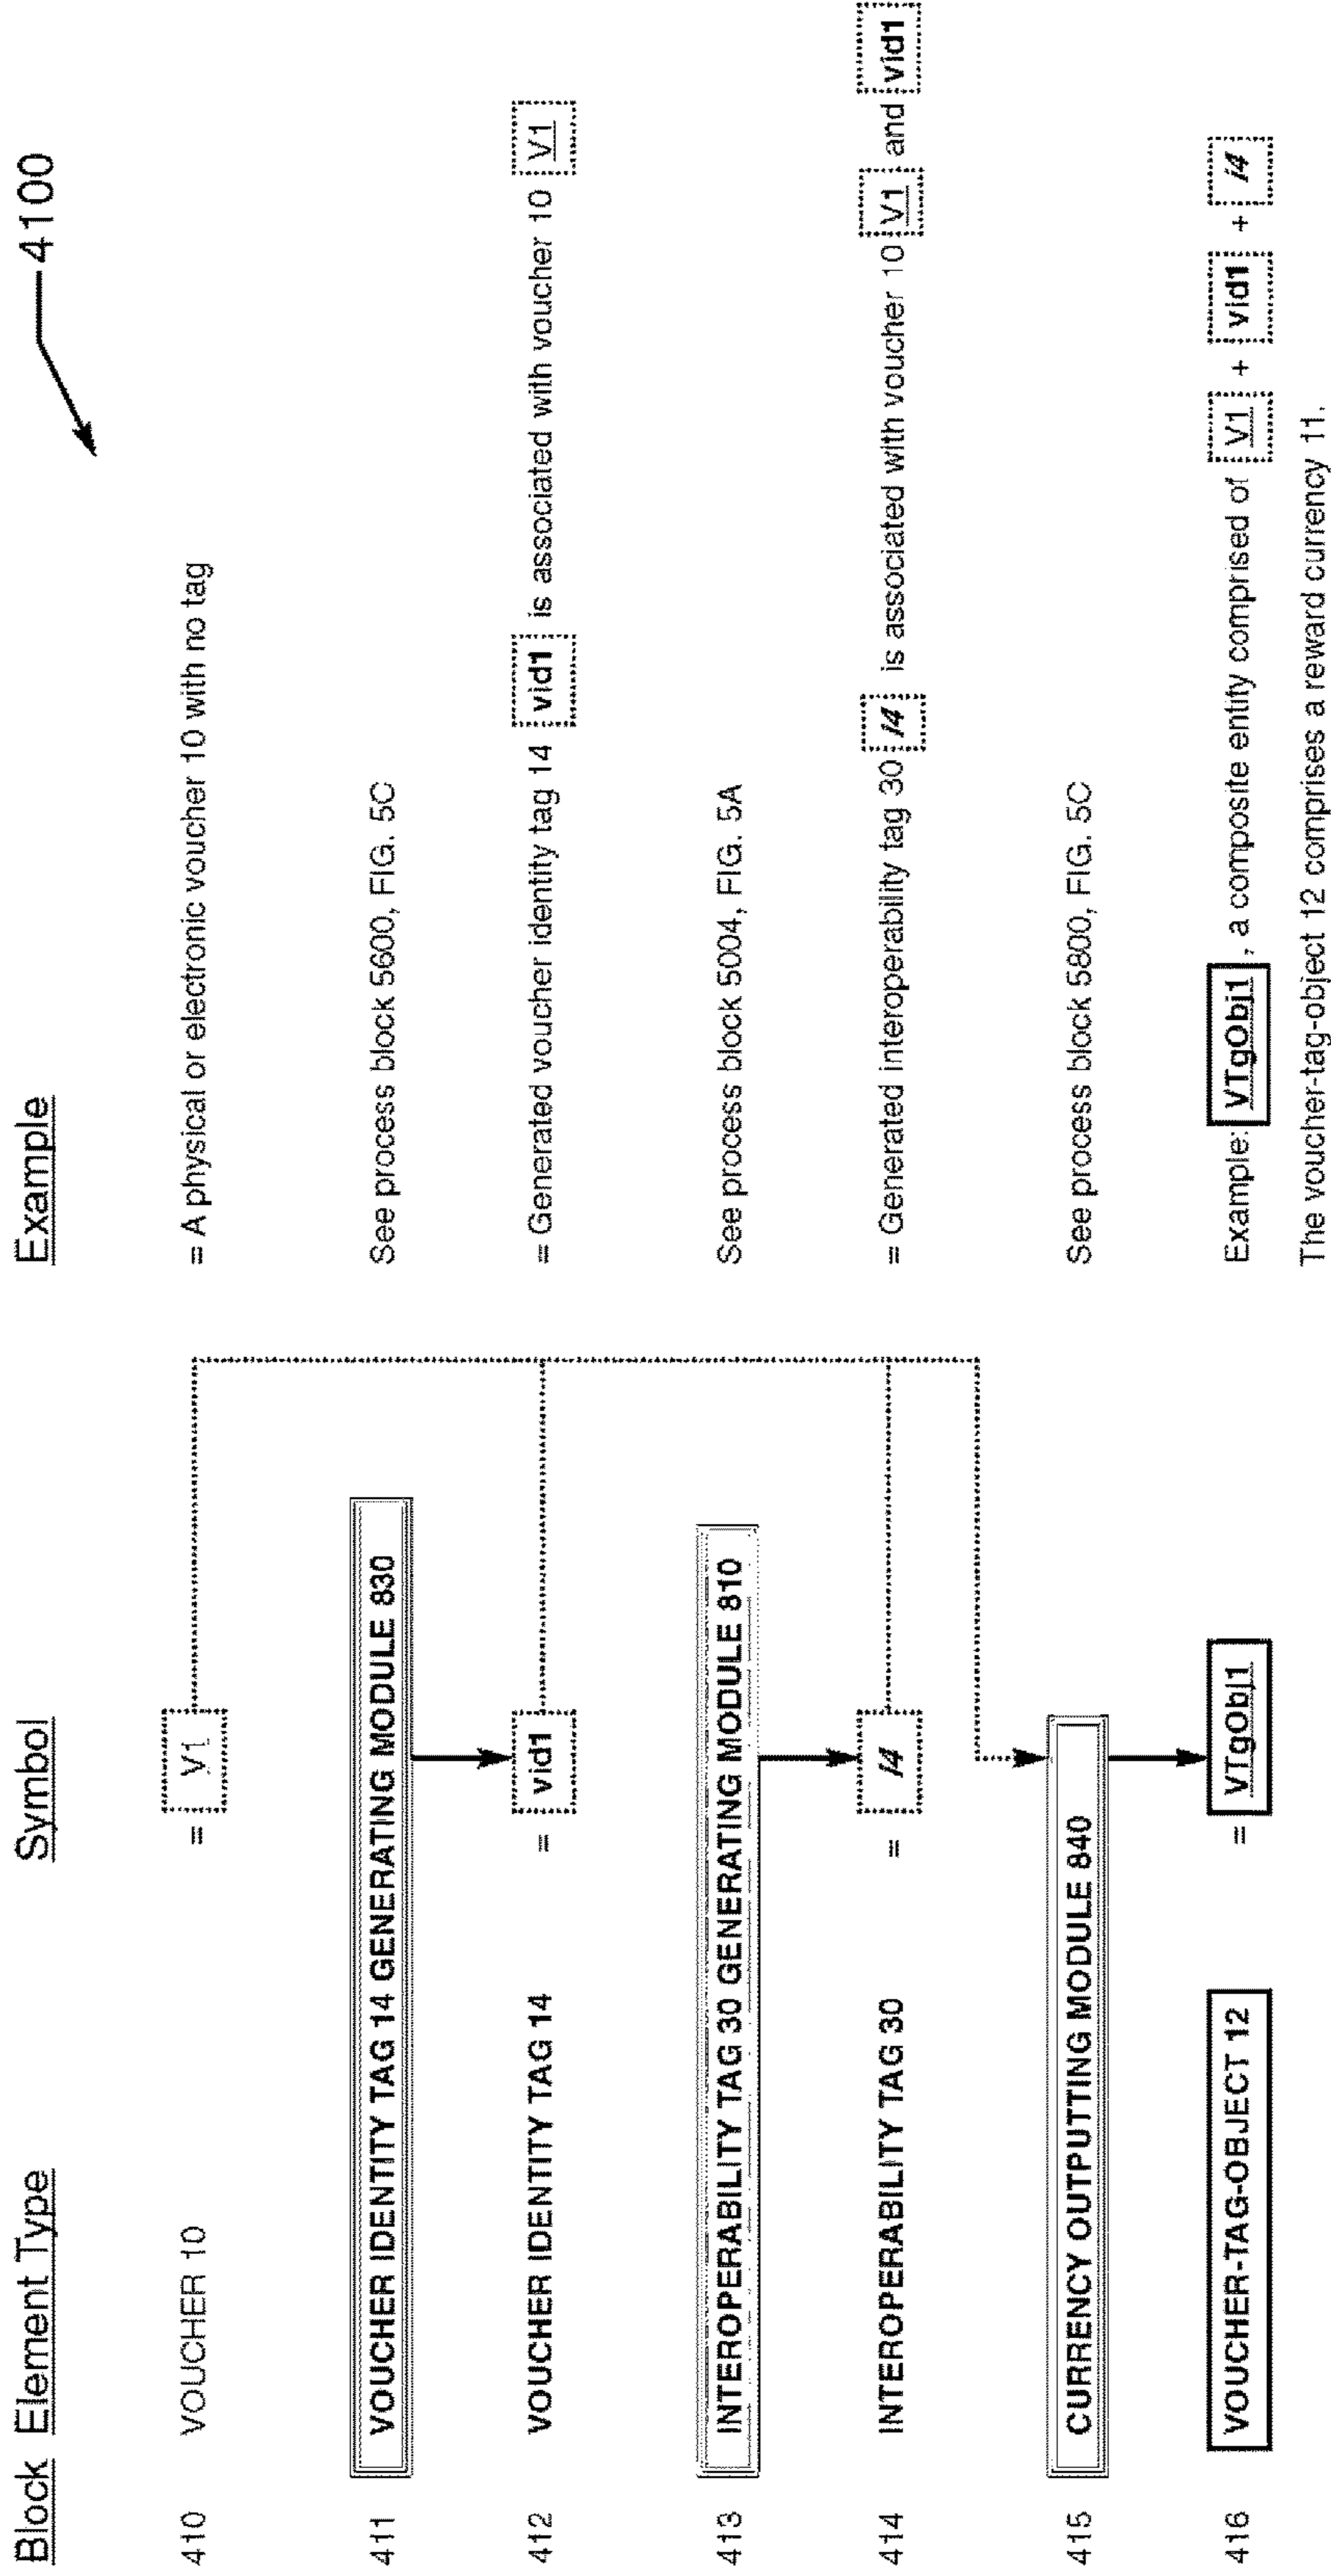 4100
Block Element Type Symbol Example
410 VOUCHER 10 = V1 = A physical or electronic voucher 10 with no tag
411 VOUCHER IDENTITY TAG 14 GENERATING MODULE 830 See process block 5600, FIG. 5C
412 VOUCHER IDENTITY TAG 14 = vid1 = Generated voucher identity tag 14 vid1 is associated with voucher 10 V1
413 INTEROPERABILITY TAG 30 GENERATING MODULE 810 See process block 5004, FIG. 5A
414 INTEROPERABILITY TAG 30 = i4 = Generated interoperability tag 30 i4 is associated with voucher 10 V1 and vid1
415 CURRENCY OUTPUTTING MODULE 840 See process block 5800, FIG. 5C
416 VOUCHER-TAG-OBJECT 12 = VTgObj1 Example: VTgObj1, a composite entity comprised of V1 + vid1 + i4
The voucher-tag-object 12 comprises a reward currency 11.